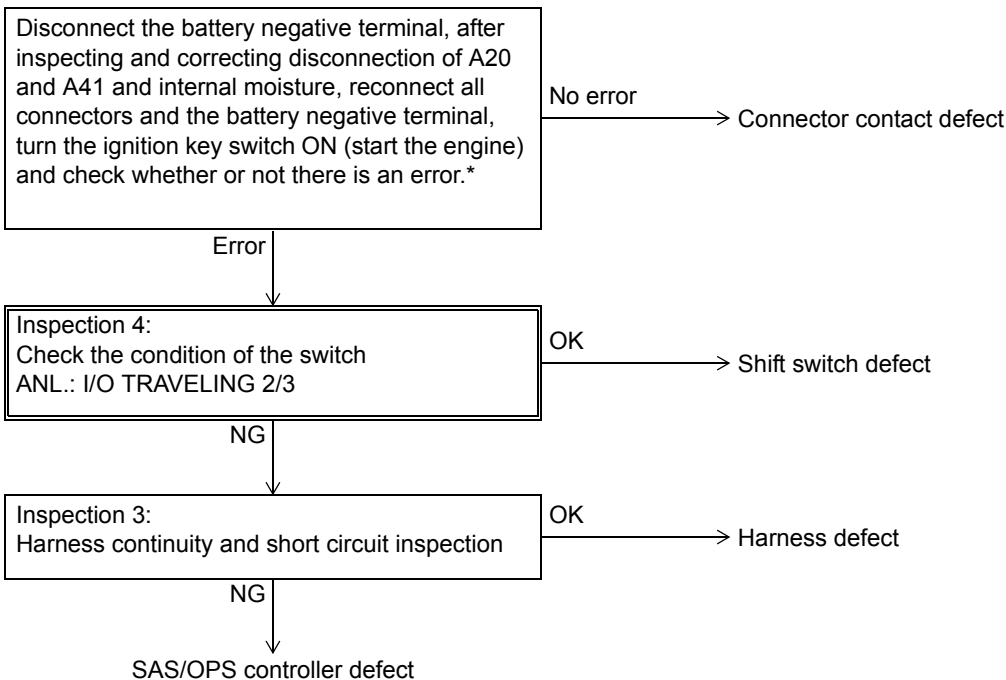 Disconnect the battery negative terminal, after
inspecting and correcting disconnection of A20
and A41 and internal moisture, reconnect all
connectors and the battery negative terminal,
turn the ignition key switch ON (start the engine)
and check whether or not there is an error.*
No error
Connector contact defect
Error
Inspection 4:
Check the condition of the switch
ANL.: I/O TRAVELING 2/3
OK
Shift switch defect
NG
Inspection 3:
Harness continuity and short circuit inspection
OK
Harness defect
NG
SAS/OPS controller defect